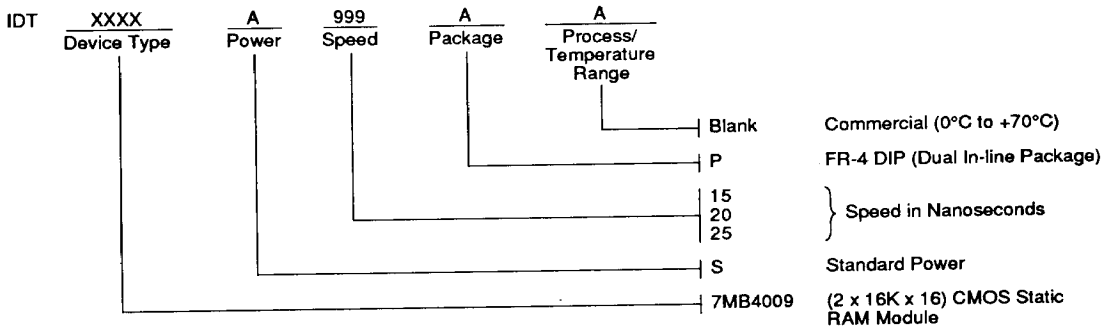 IDT XXXX A 999 A A
Device Type Power Speed Package Process/
Temperature
Range
Blank Commercial (0°C to +70°C)
P FR-4 DIP (Dual In-line Package)
15
20 Speed in Nanoseconds
25
S Standard Power
7MB4009 (2 x 16K x 16) CMOS Static
RAM Module